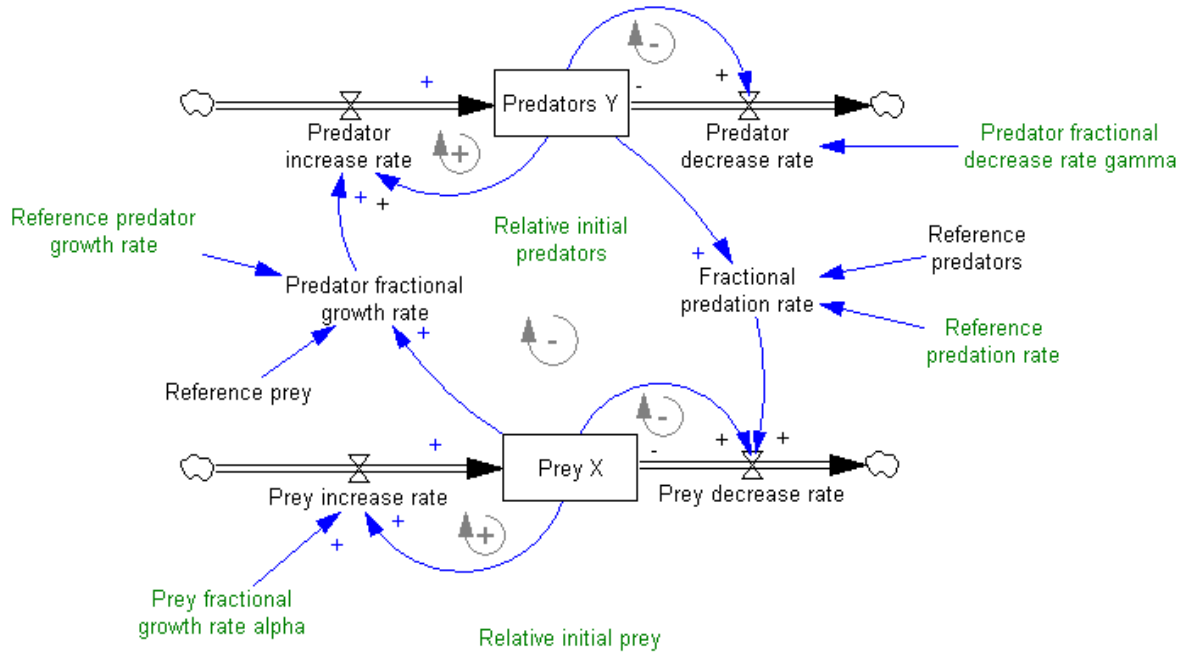 -
+
-
+
Predators Y
Predator
increase rate
Predator
decrease rate
Predator fractional
decrease rate gamma
+
+
+
Reference predator
growth rate
Relative initial
predators
Reference
predators
+
Predator fractional
growth rate
Fractional
predation rate
+
-
Reference
predation rate
Reference prey
-
+
-
+
+
Prey X
Prey increase rate
Prey decrease rate
+
+
+
Prey fractional
growth rate alpha
Relative initial prey